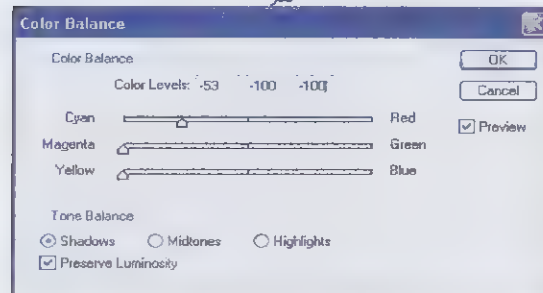 Color Balance
Color Balance
OK
Color Levels: -53 -100 -100
Cancel
Cyan Red
Preview
Magenta Green
Yellow Blue
Tone Balance
Shadows Midtones Highlights
Preserve Luminosity